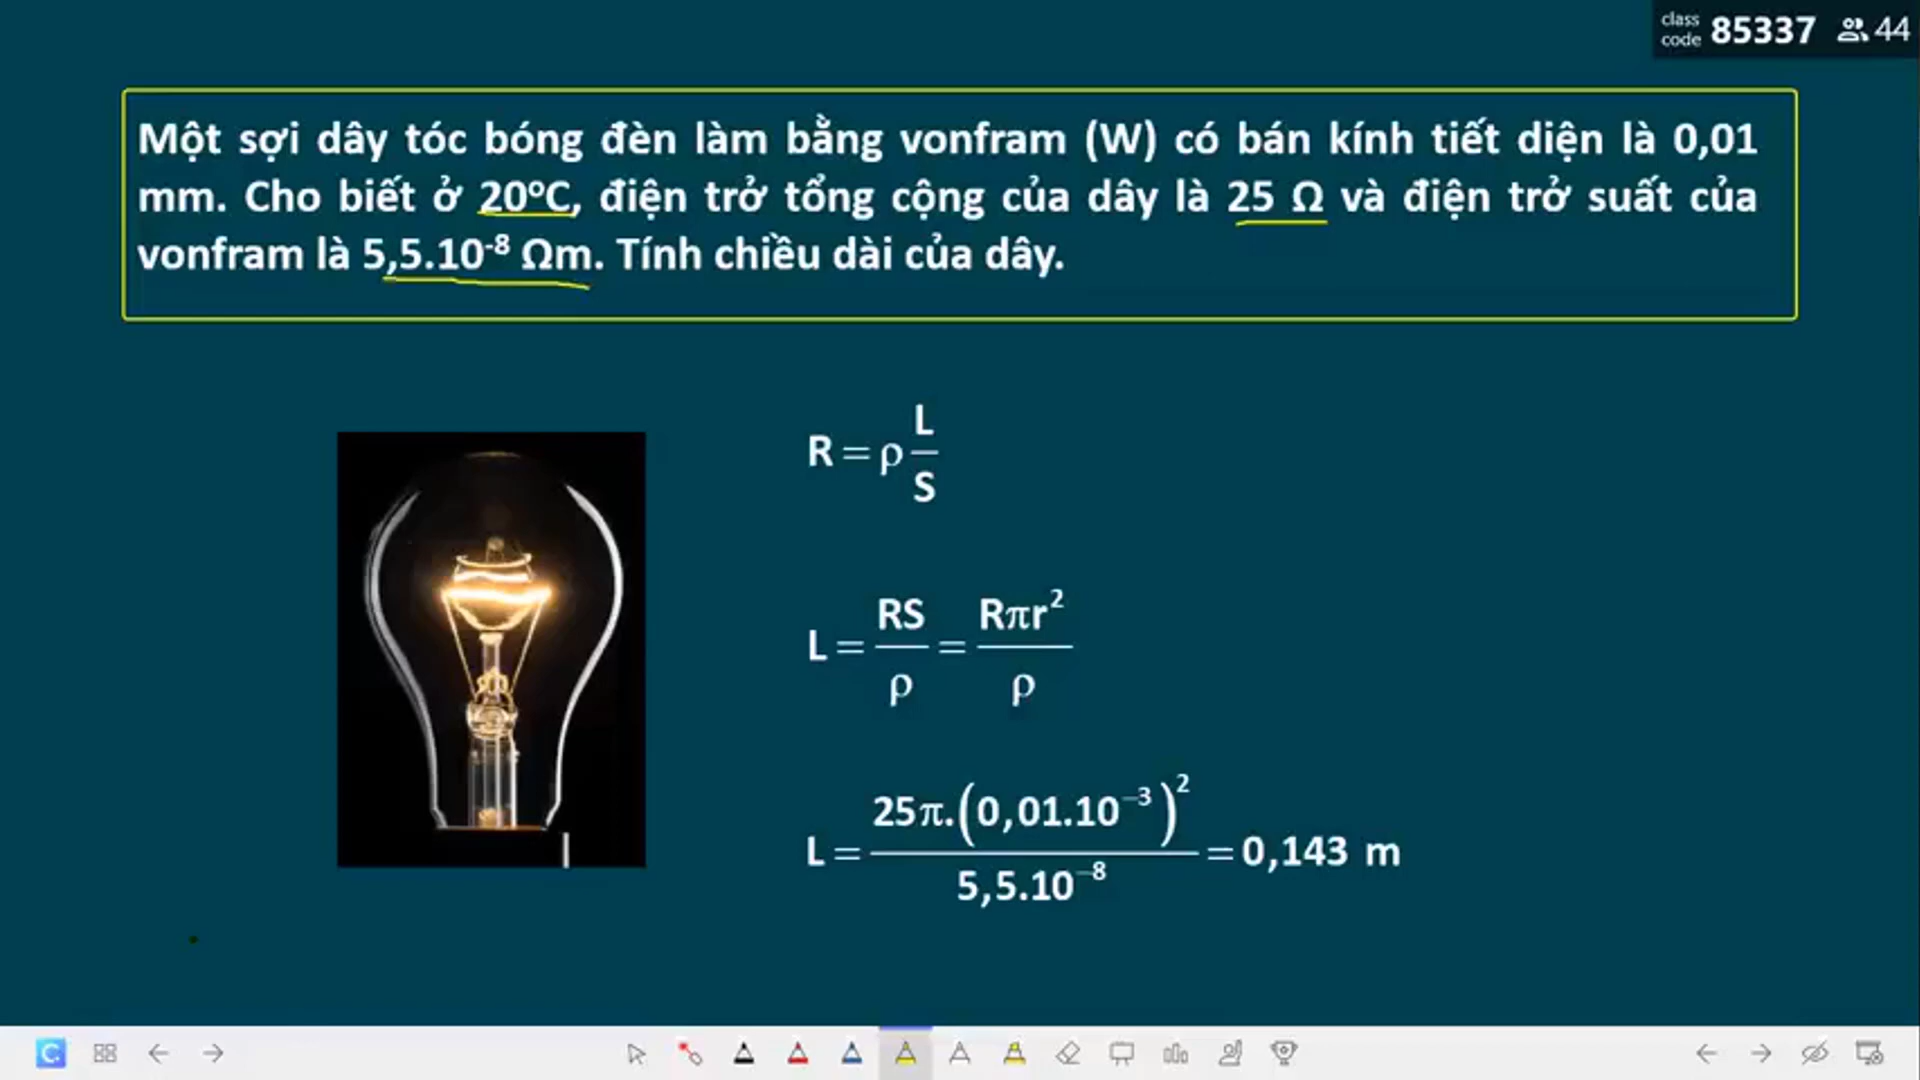 class code 85337 44
Một sợi dây tóc bóng đèn làm bằng vonfram (W) có bán kính tiết diện là 0,01
mm. Cho biết ở 20°C, điện trở tổng cộng của dây là 25 Ω và điện trở suất của
vonfram là 5,5.10⁻⁸ Ωm. Tính chiều dài của dây.
R = ρ L/S
L = RS/ρ = Rπr²/ρ
L = 25π.(0,01.10⁻³)²/5,5.10⁻⁸ = 0,143 m